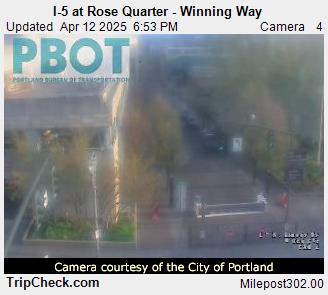 I-5 at Rose Quarter - Winning Way
Updated Apr 12 2025 6:53 PM Camera 4
PBOT
PORTLAND BUREAU OF TRANSPORTATION
Camera courtesy of the City of Portland
TripCheck.com Milepost302.00